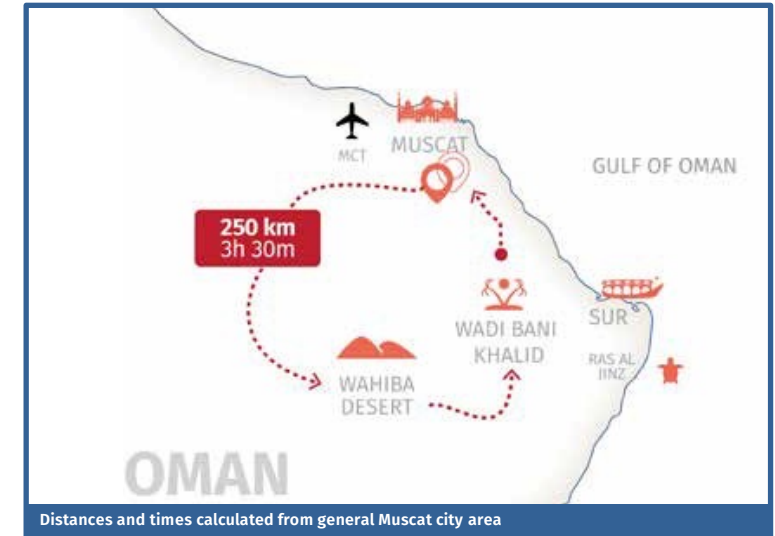 MCT
MUSCAT
GULF OF OMAN
250 km
3h 30m
SUR
WADI BANI
KHALID
RAS AL
JINZ
WAHIBA
DESERT
OMAN
Distances and times calculated from general Muscat city area